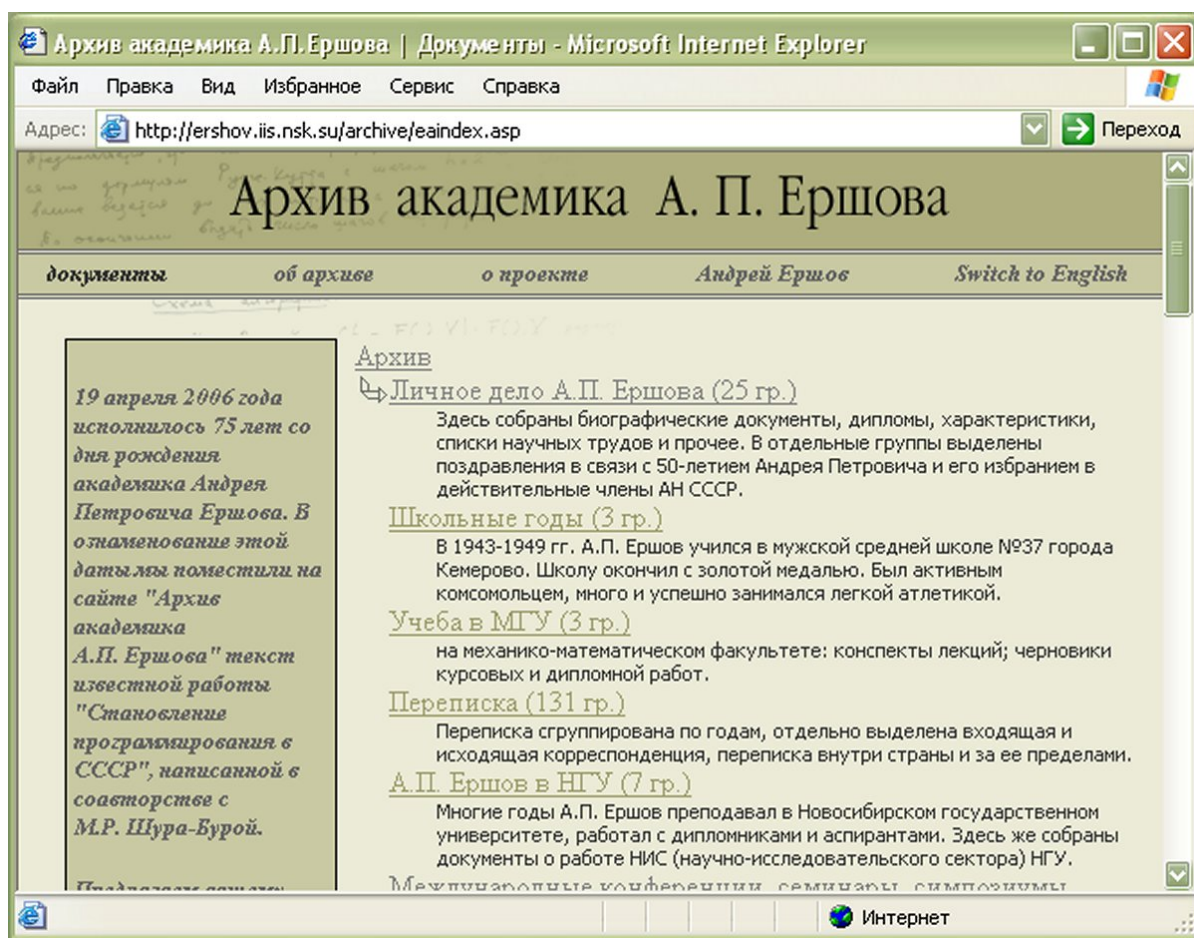 Архив академика А.П.Ершова | Документы - Microsoft Internet Explorer
Файл Правка Вид Избранное Сервис Справка
Адрес: http://ershov.iis.nsk.su/archive/eaindex.asp Переход
Архив академика А. П. Ершова
документы об архиве о проекте Андрей Ершов Switch to English
19 апреля 2006 года
исполнилось 75 лет со
дня рождения
академика Андрея
Петровича Ершова. В
ознаменование этой
даты мы поместили на
сайте "Архив
академика
А.П. Ершова" текст
известной работы
"Становление
программирования в
СССР", написанной в
соавторстве с
М.Р. Шура-Бурой.
Предлагаем вашему
Архив
Личное дело А.П. Ершова (25 гр.)
Здесь собраны биографические документы, дипломы, характеристики,
списки научных трудов и прочее. В отдельные группы выделены
поздравления в связи с 50-летием Андрея Петровича и его избранием в
действительные члены АН СССР.
Школьные годы (3 гр.)
В 1943-1949 гг. А.П. Ершов учился в мужской средней школе №37 города
Кемерово. Школу окончил с золотой медалью. Был активным
комсомольцем, много и успешно занимался легкой атлетикой.
Учеба в МГУ (3 гр.)
на механико-математическом факультете: конспекты лекций; черновики
курсовых и дипломной работ.
Переписка (131 гр.)
Переписка сгруппирована по годам, отдельно выделена входящая и
исходящая корреспонденция, переписка внутри страны и за ее пределами.
А.П. Ершов в НГУ (7 гр.)
Многие годы А.П. Ершов преподавал в Новосибирском государственном
университете, работал с дипломниками и аспирантами. Здесь же собраны
документы о работе НИС (научно-исследовательского сектора) НГУ.
Международные конференции, семинары, симпозиумы
Интернет